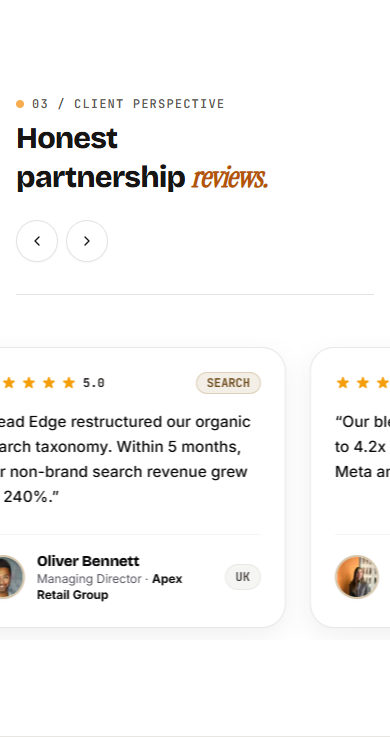 03 / CLIENT PERSPECTIVE
Honest
partnership reviews.
5.0
SEARCH
ead Edge restructured our organic
arch taxonomy. Within 5 months,
r non-brand search revenue grew
240%.”
Oliver Bennett
Managing Director · Apex
Retail Group
UK
“Our ble
to 4.2x
Meta an